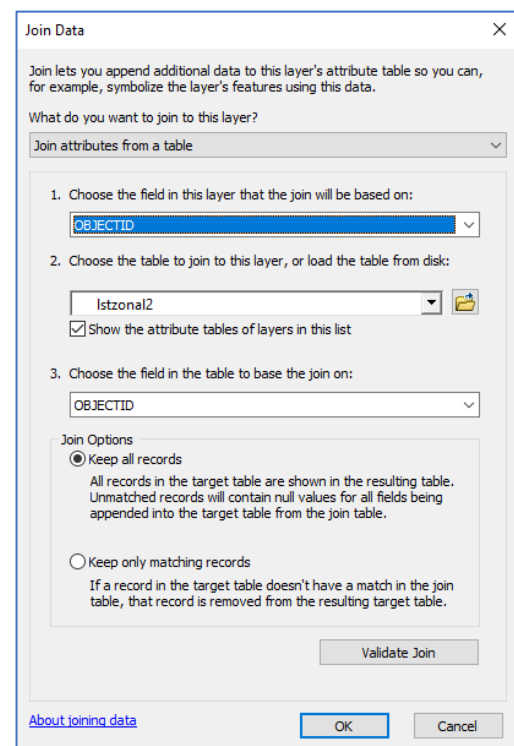 Join Data
Join lets you append additional data to this layer's attribute table so you can,
for example, symbolize the layer's features using this data.
What do you want to join to this layer?
Join attributes from a table
1. Choose the field in this layer that the join will be based on:
OBJECTID
2. Choose the table to join to this layer, or load the table from disk:
lstzonal2
Show the attribute tables of layers in this list
3. Choose the field in the table to base the join on:
OBJECTID
Join Options
Keep all records
All records in the target table are shown in the resulting table.
Unmatched records will contain null values for all fields being
appended into the target table from the join table.
Keep only matching records
If a record in the target table doesn't have a match in the join
table, that record is removed from the resulting target table.
Validate Join
About joining data
OK
Cancel